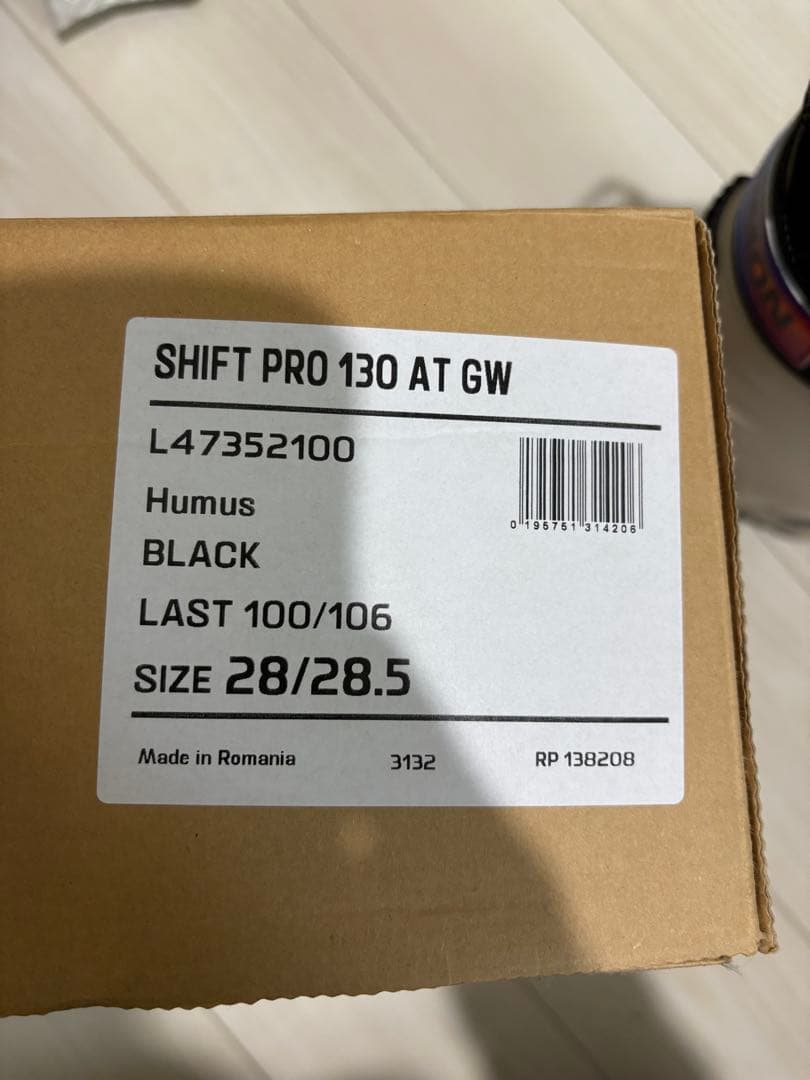 SHIFT PRO 130 AT GW
L47352100
Humus
BLACK
LAST 100/106
SIZE 28/28.5
0 195751 314206
Made in Romania 3132 RP 138208